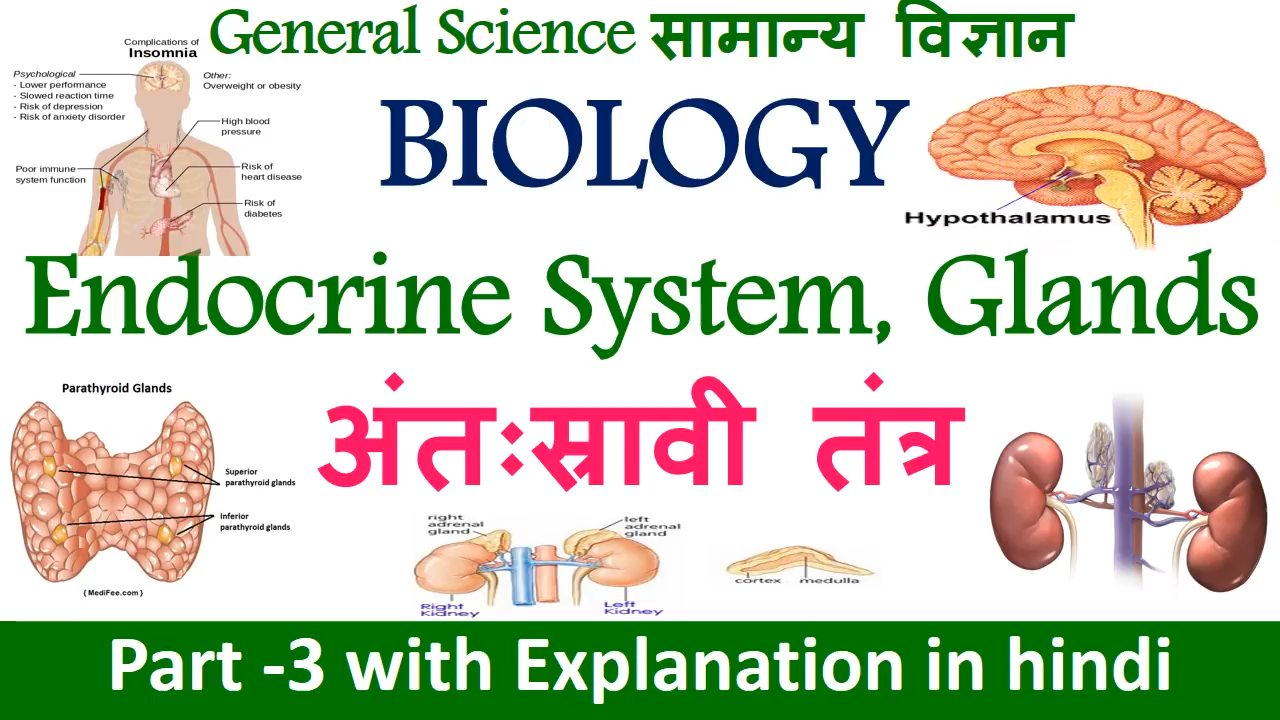 General Science सामान्य विज्ञान
Complications of
Insomnia
Psychological
- Lower performance
- Slowed reaction time
- Risk of depression
- Risk of anxiety disorder
Other:
Overweight or obesity
High blood
pressure
Poor immune
system function
Risk of
heart disease
Risk of
diabetes
BIOLOGY
Hypothalamus
Endocrine System, Glands
Parathyroid Glands
Superior
parathyroid glands
Inferior
parathyroid glands
( MediFee.com )
अंतःस्रावी तंत्र
right
adrenal
gland
left
adrenal
gland
Right
Kidney
Left
Kidney
cortex medulla
Part -3 with Explanation in hindi